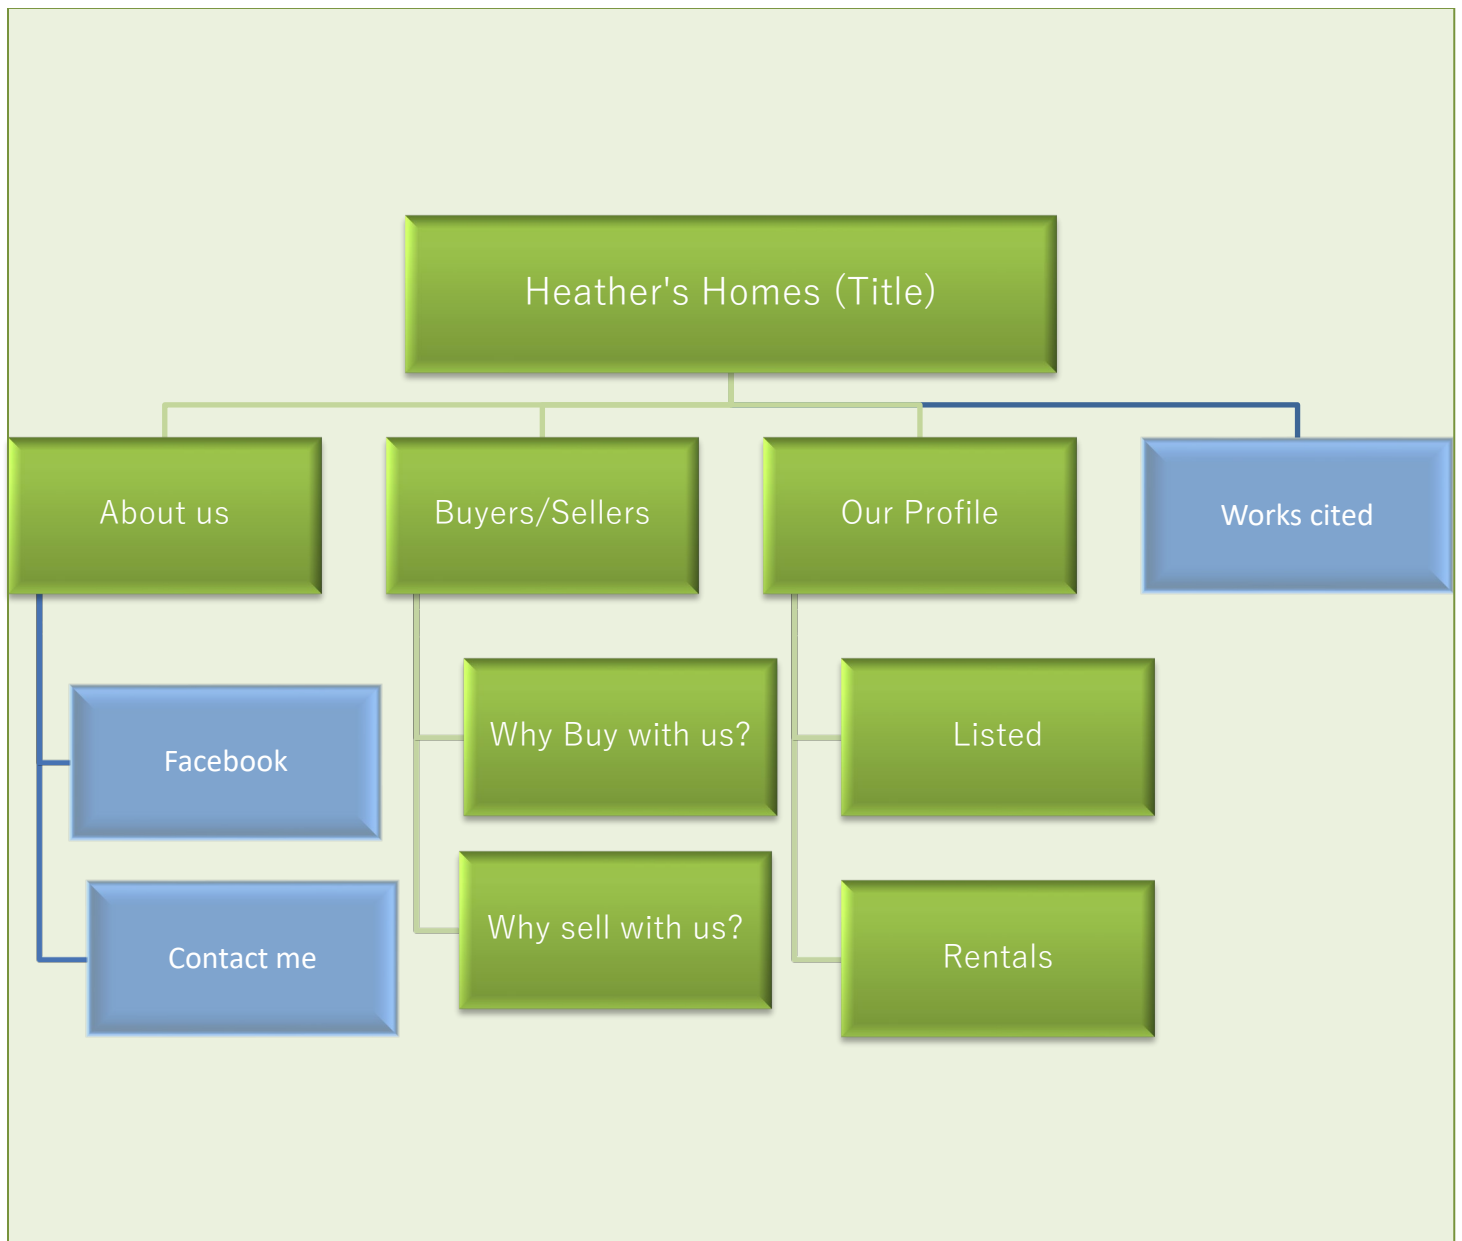 Heather's Homes (Title)
About us
Buyers/Sellers
Our Profile
Works cited
Facebook
Contact me
Why Buy with us?
Why sell with us?
Listed
Rentals